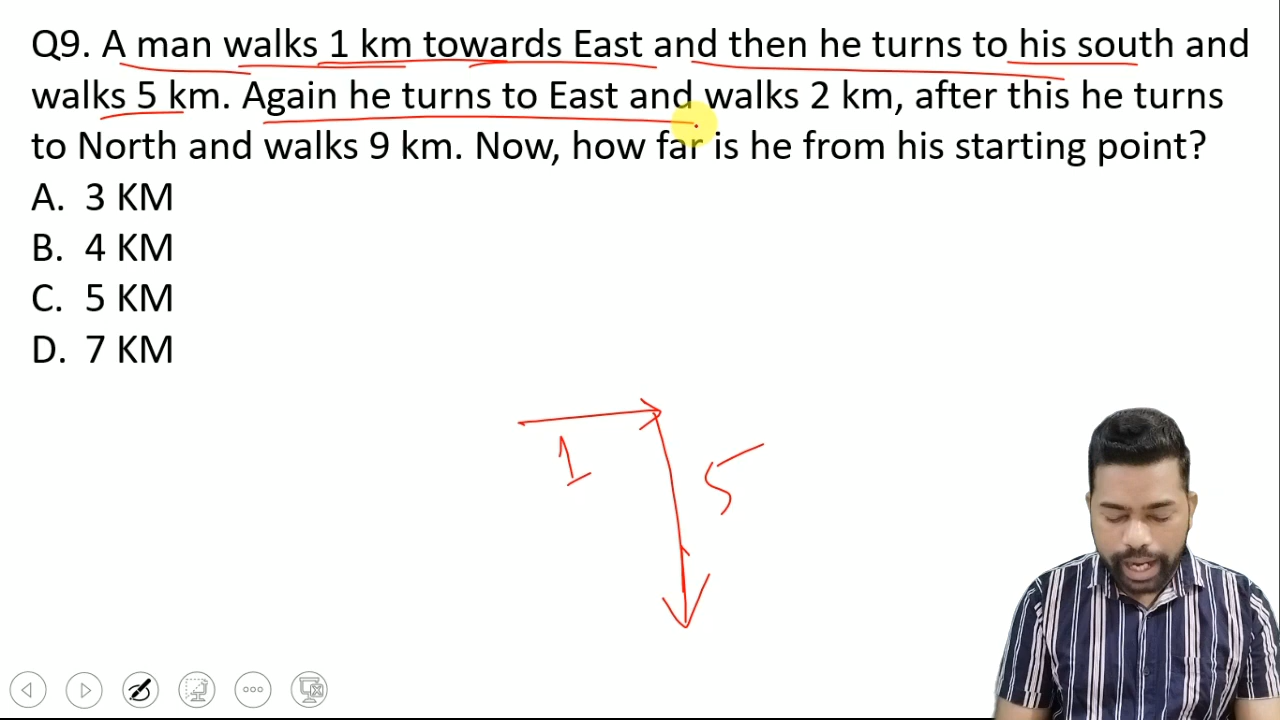 Q9. A man walks 1 km towards East and then he turns to his south and
walks 5 km. Again he turns to East and walks 2 km, after this he turns
to North and walks 9 km. Now, how far is he from his starting point?
A. 3 KM
B. 4 KM
C. 5 KM
D. 7 KM
1
5